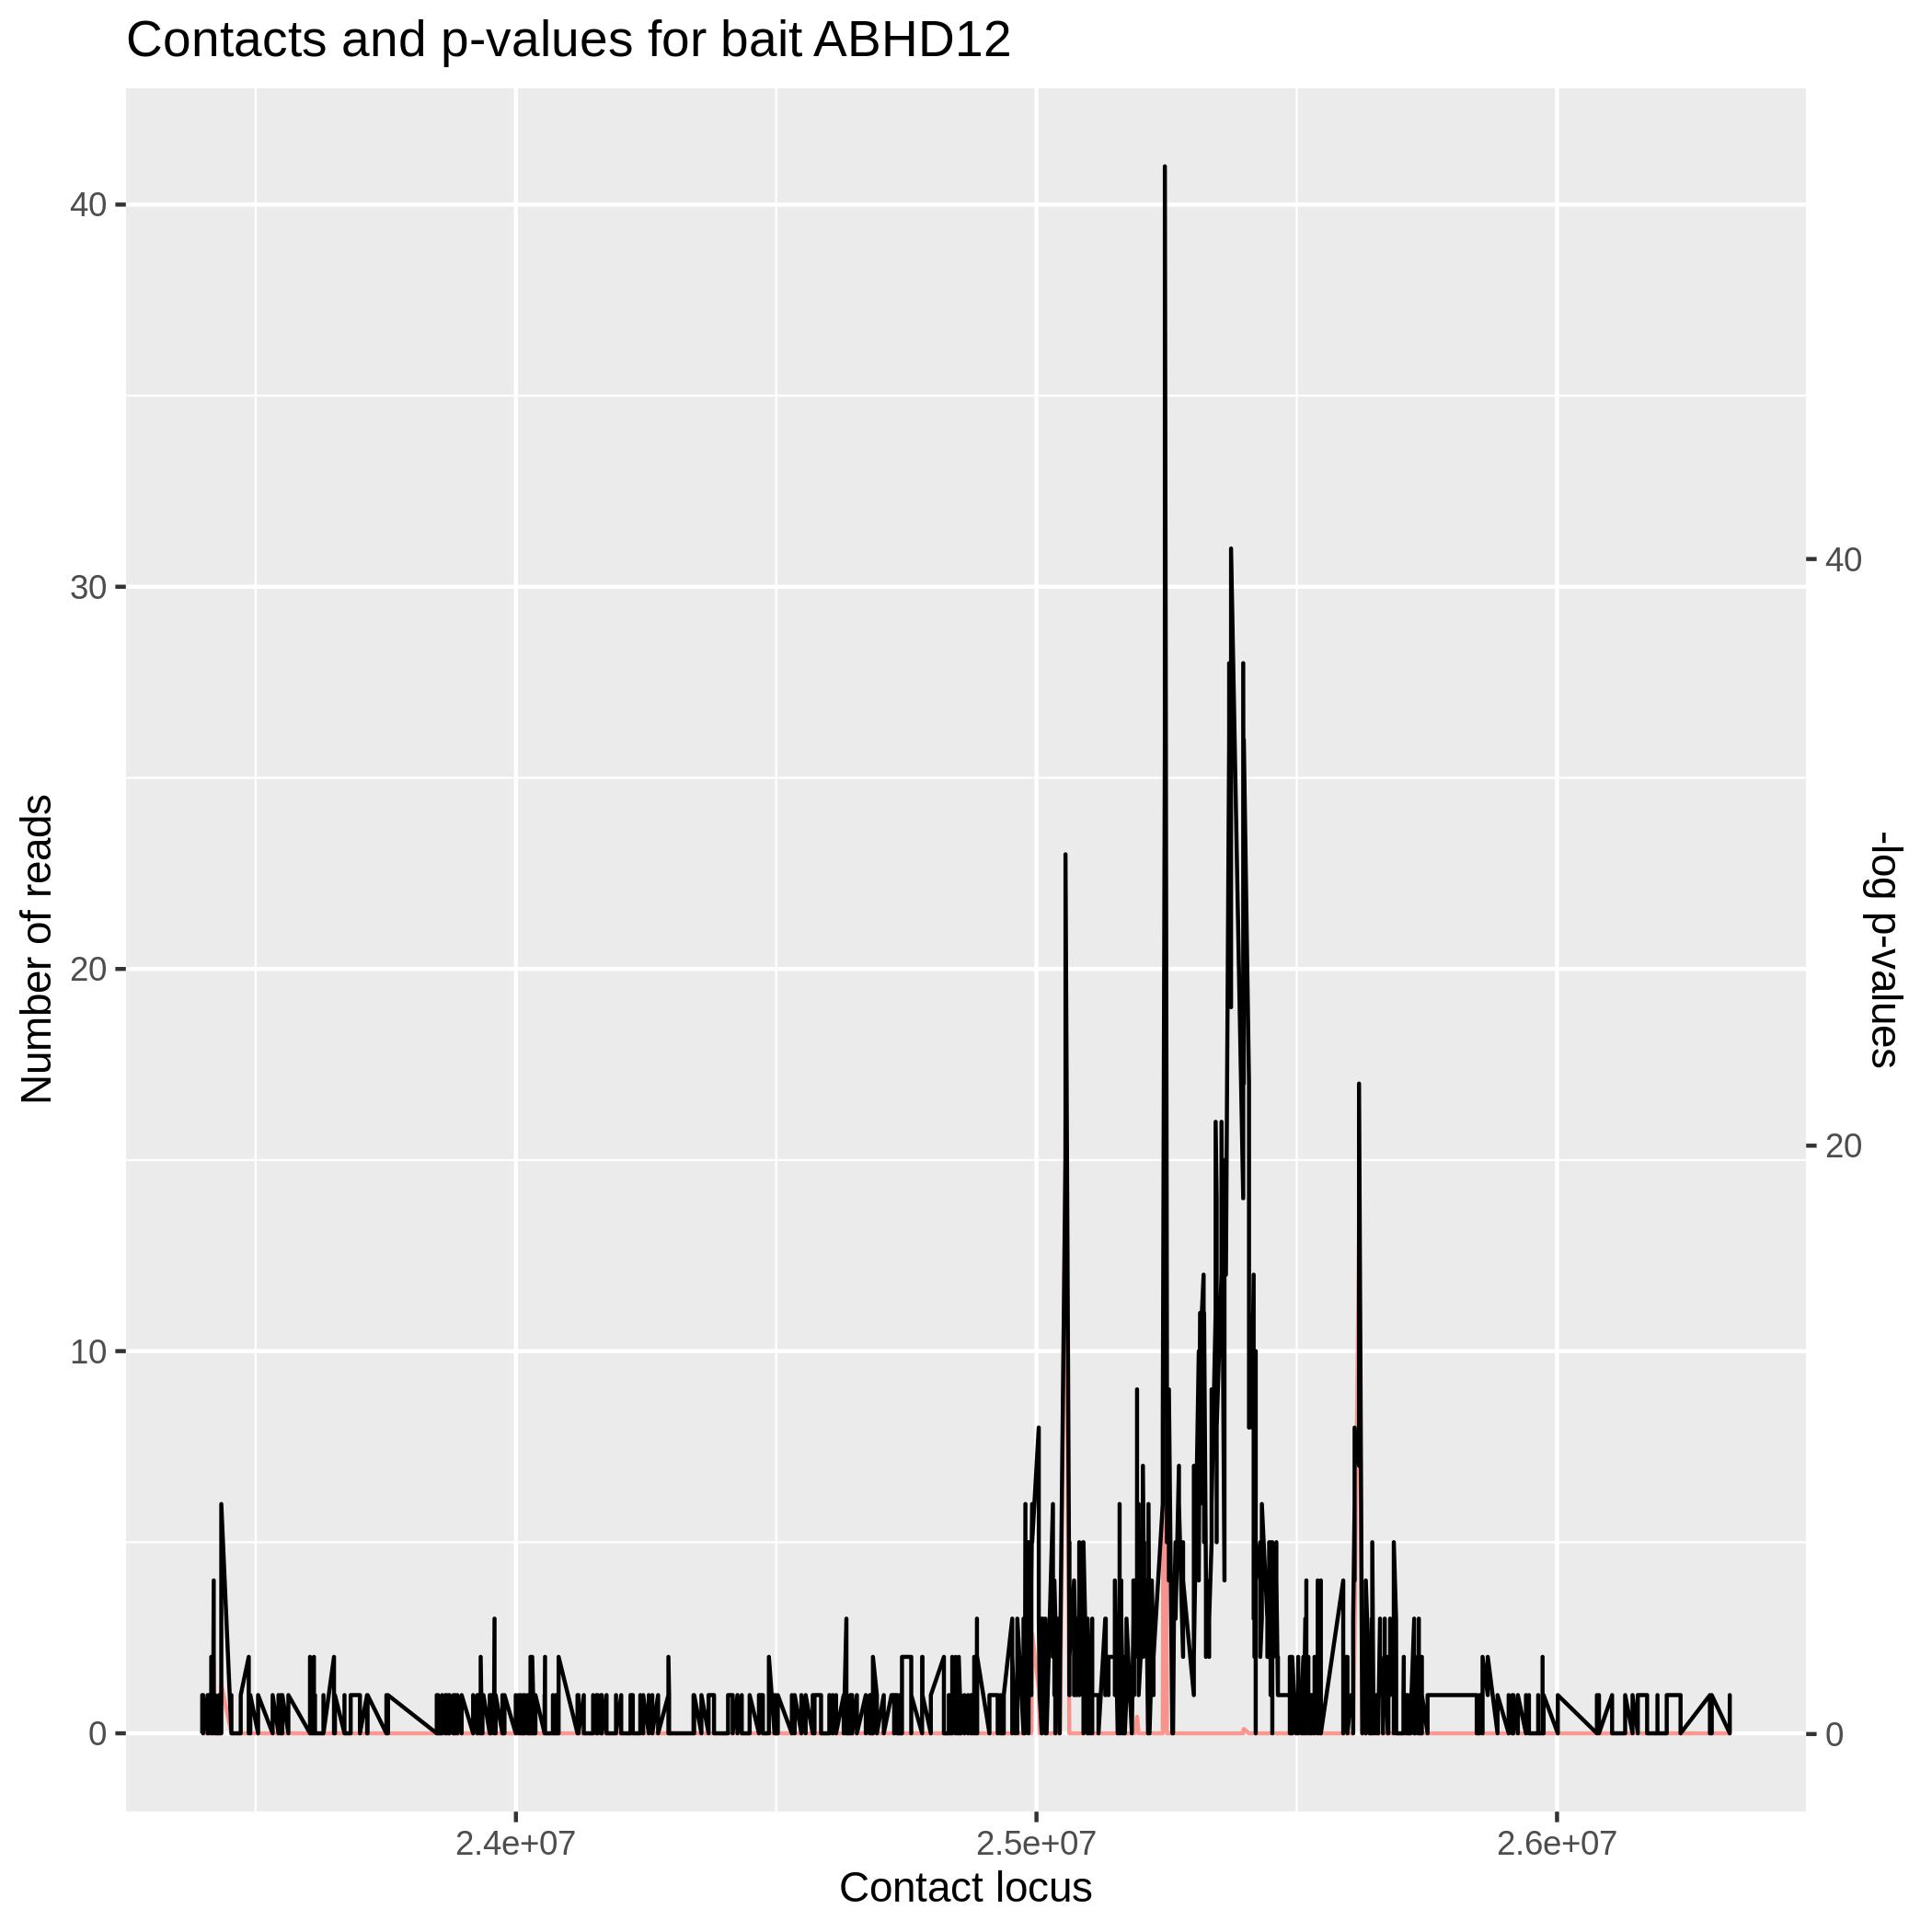 Contacts and p-values for bait ABHD12
40
30
20
10
0
Number of reads
40
20
0
-log p-values
2.4e+07
2.5e+07
2.6e+07
Contact locus